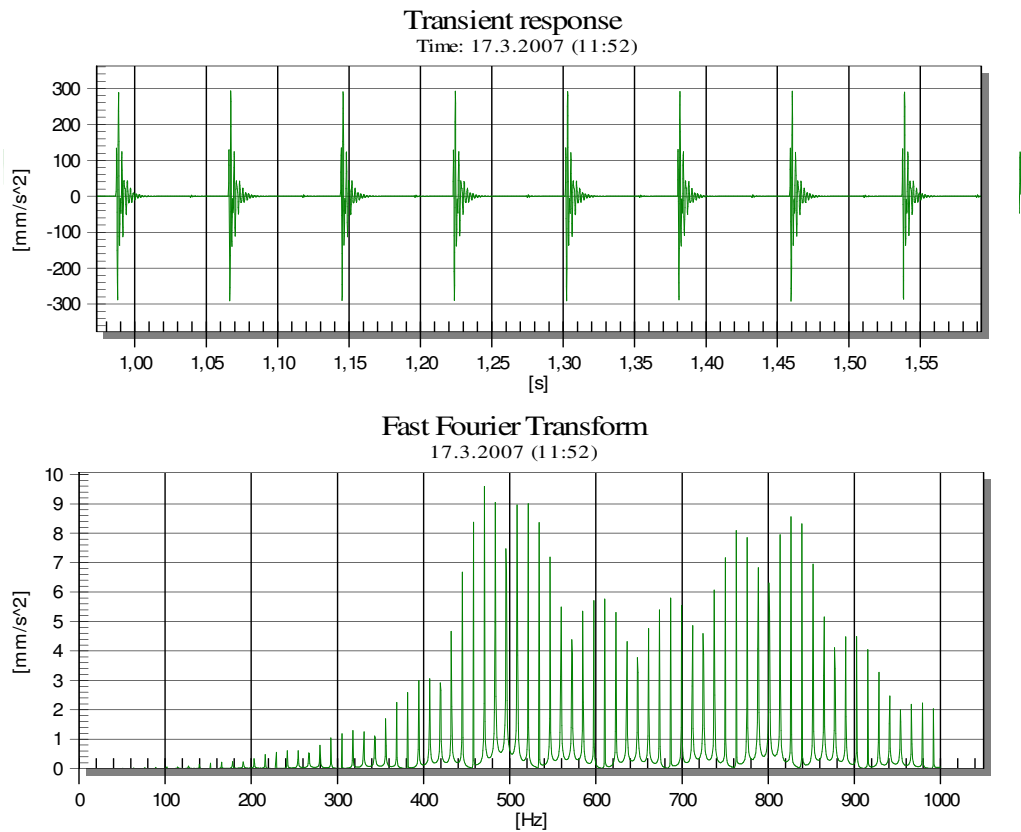 Transient response
Time: 17.3.2007 (11:52)
300
200
100
0
-100
-200
-300
[mm/s^2]
1,00 1,05 1,10 1,15 1,20 1,25 1,30 1,35 1,40 1,45 1,50 1,55
[s]
Fast Fourier Transform
17.3.2007 (11:52)
10
9
8
7
6
5
4
3
2
1
0
[mm/s^2]
0 100 200 300 400 500 600 700 800 900 1000
[Hz]